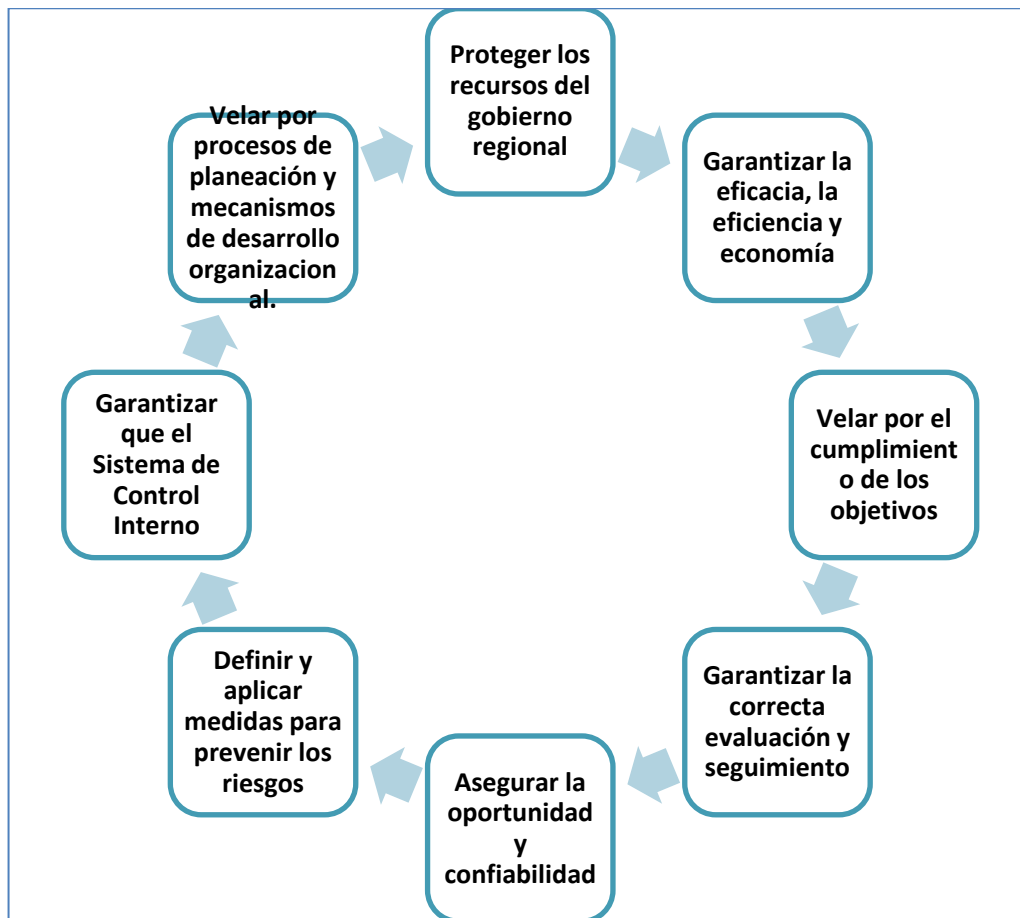 Proteger los
recursos del
gobierno
regional
Garantizar la
eficacia, la
eficiencia y
economía
Velar por el
cumplimient
o de los
objetivos
Garantizar la
correcta
evaluación y
seguimiento
Asegurar la
oportunidad
y
confiabilidad
Definir y
aplicar
medidas para
prevenir los
riesgos
Garantizar
que el
Sistema de
Control
Interno
Velar por
procesos de
planeación y
mecanismos
de desarrollo
organizacion
al.